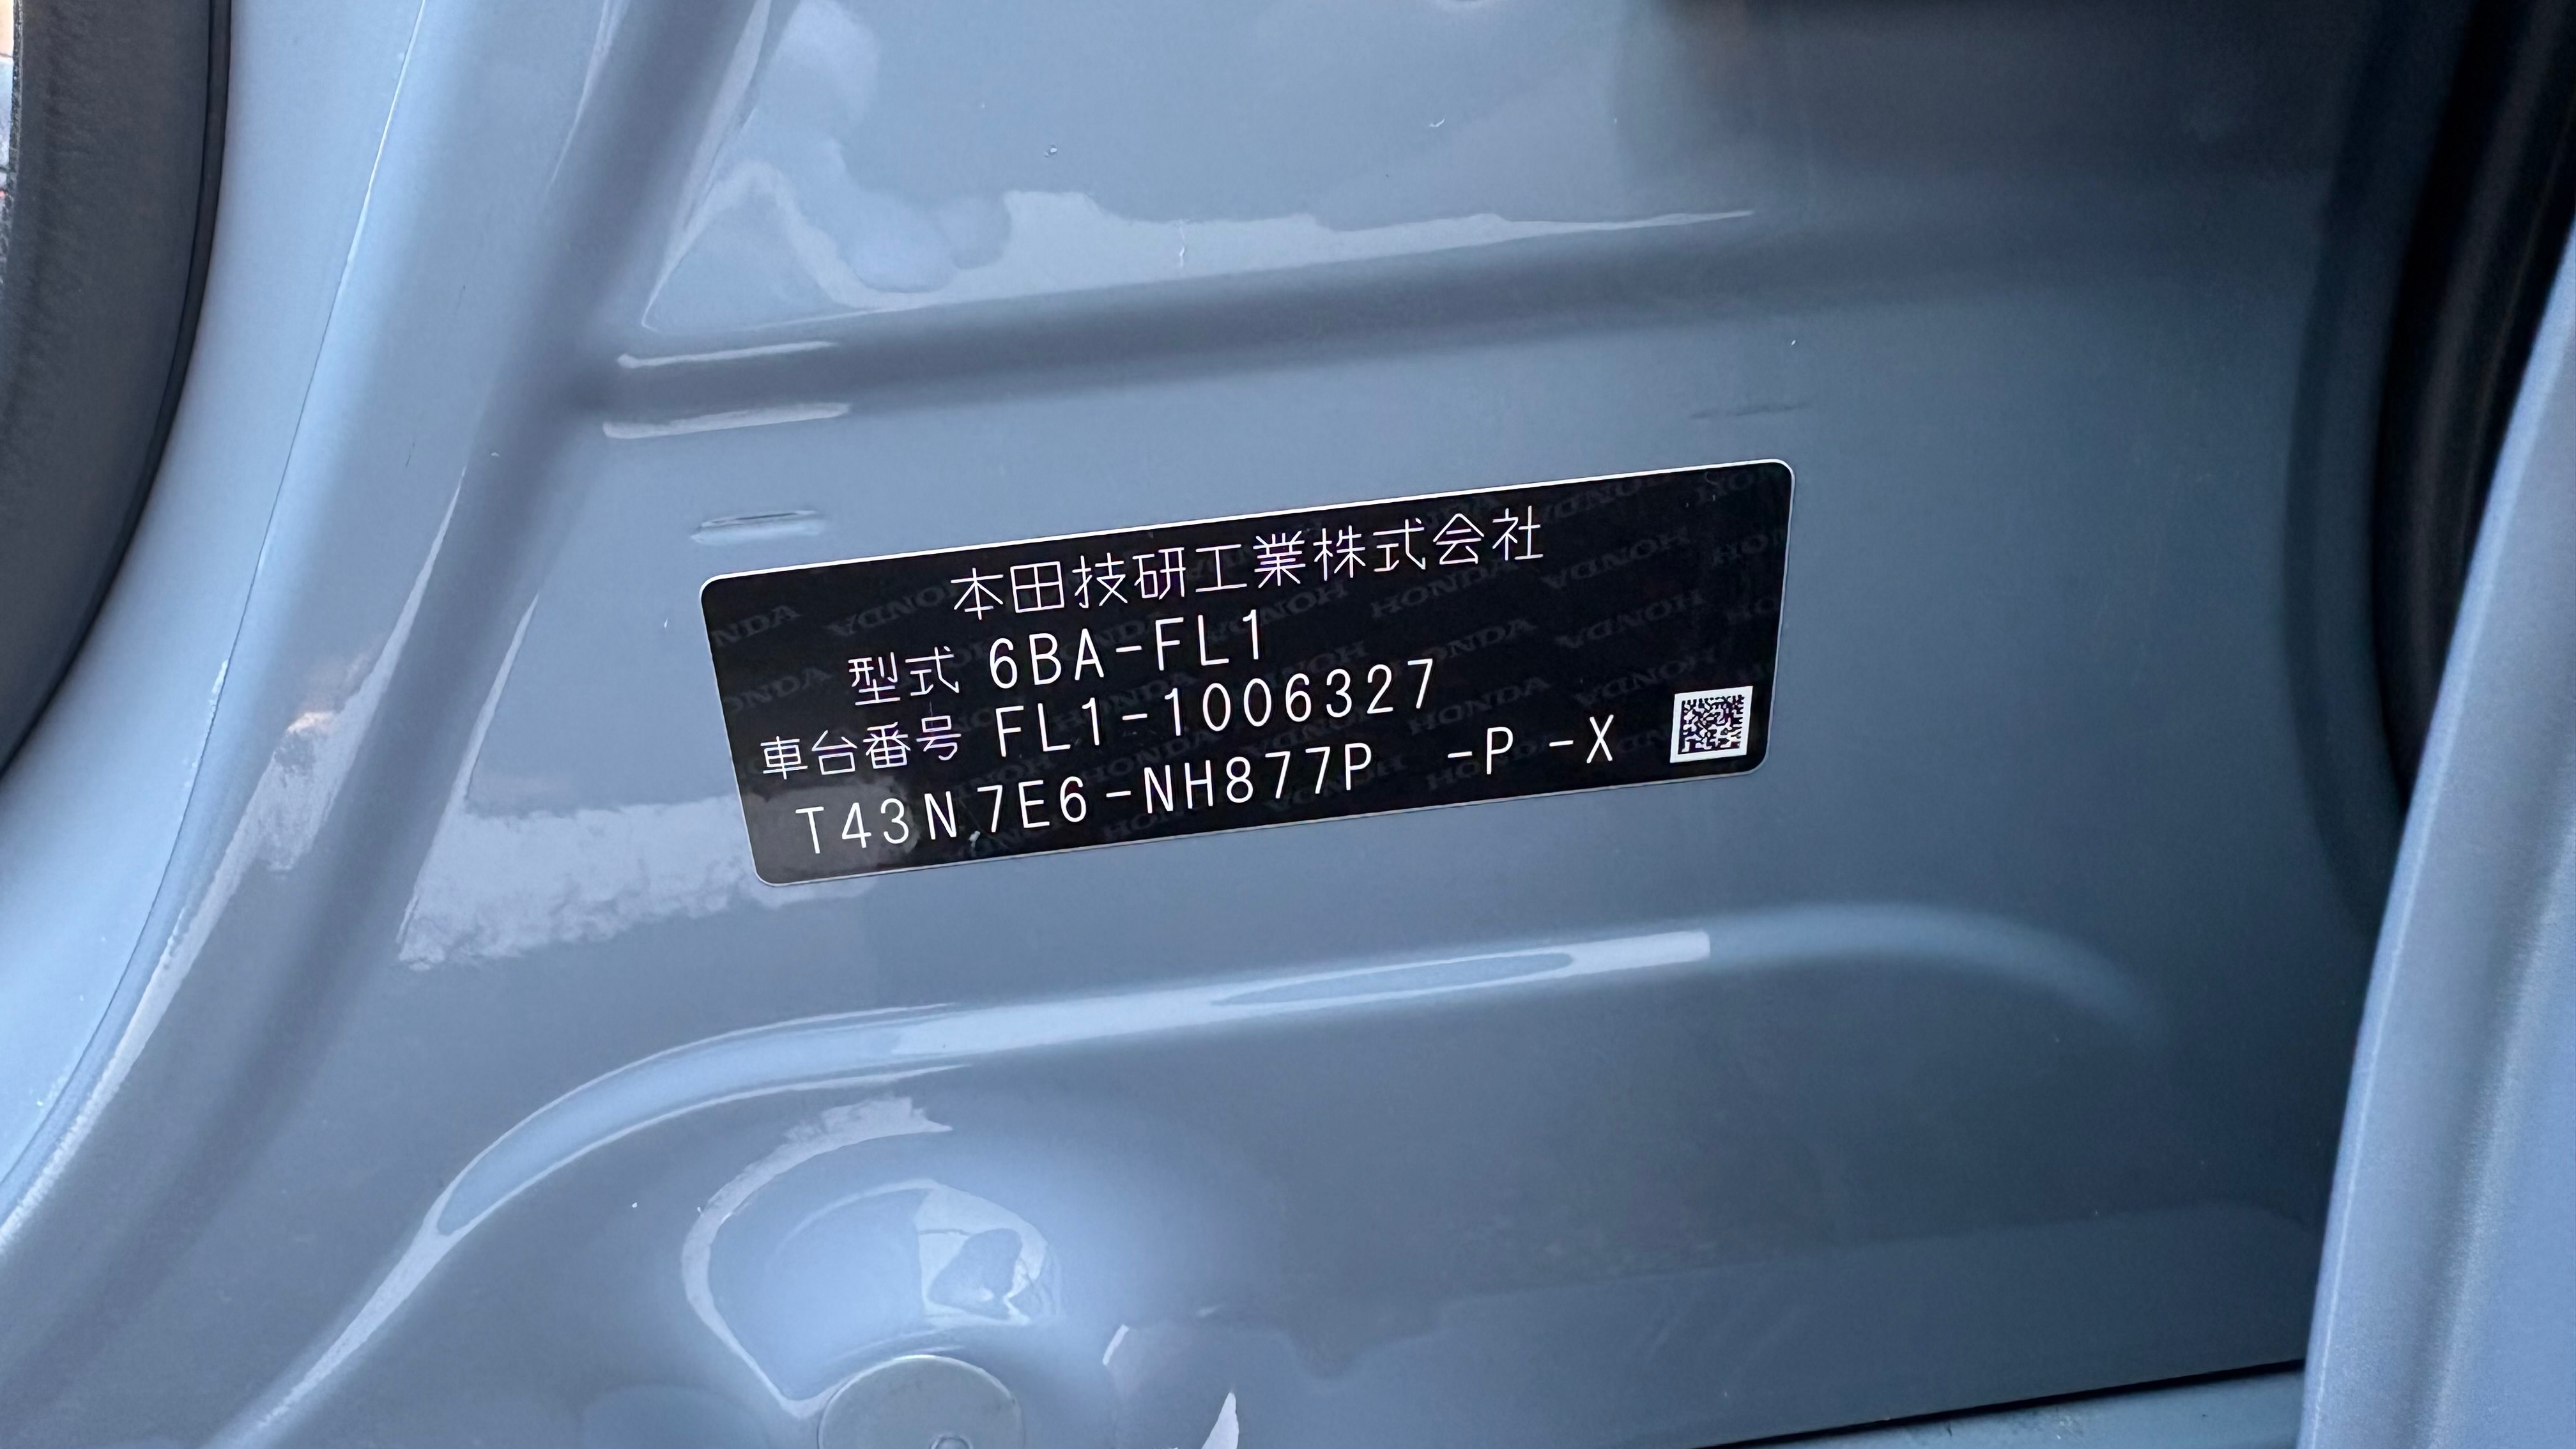 本田技研工業株式会社
型式 6BA-FL1
車台番号 FL1-1006327
T43N7E6-NH877P -P -X